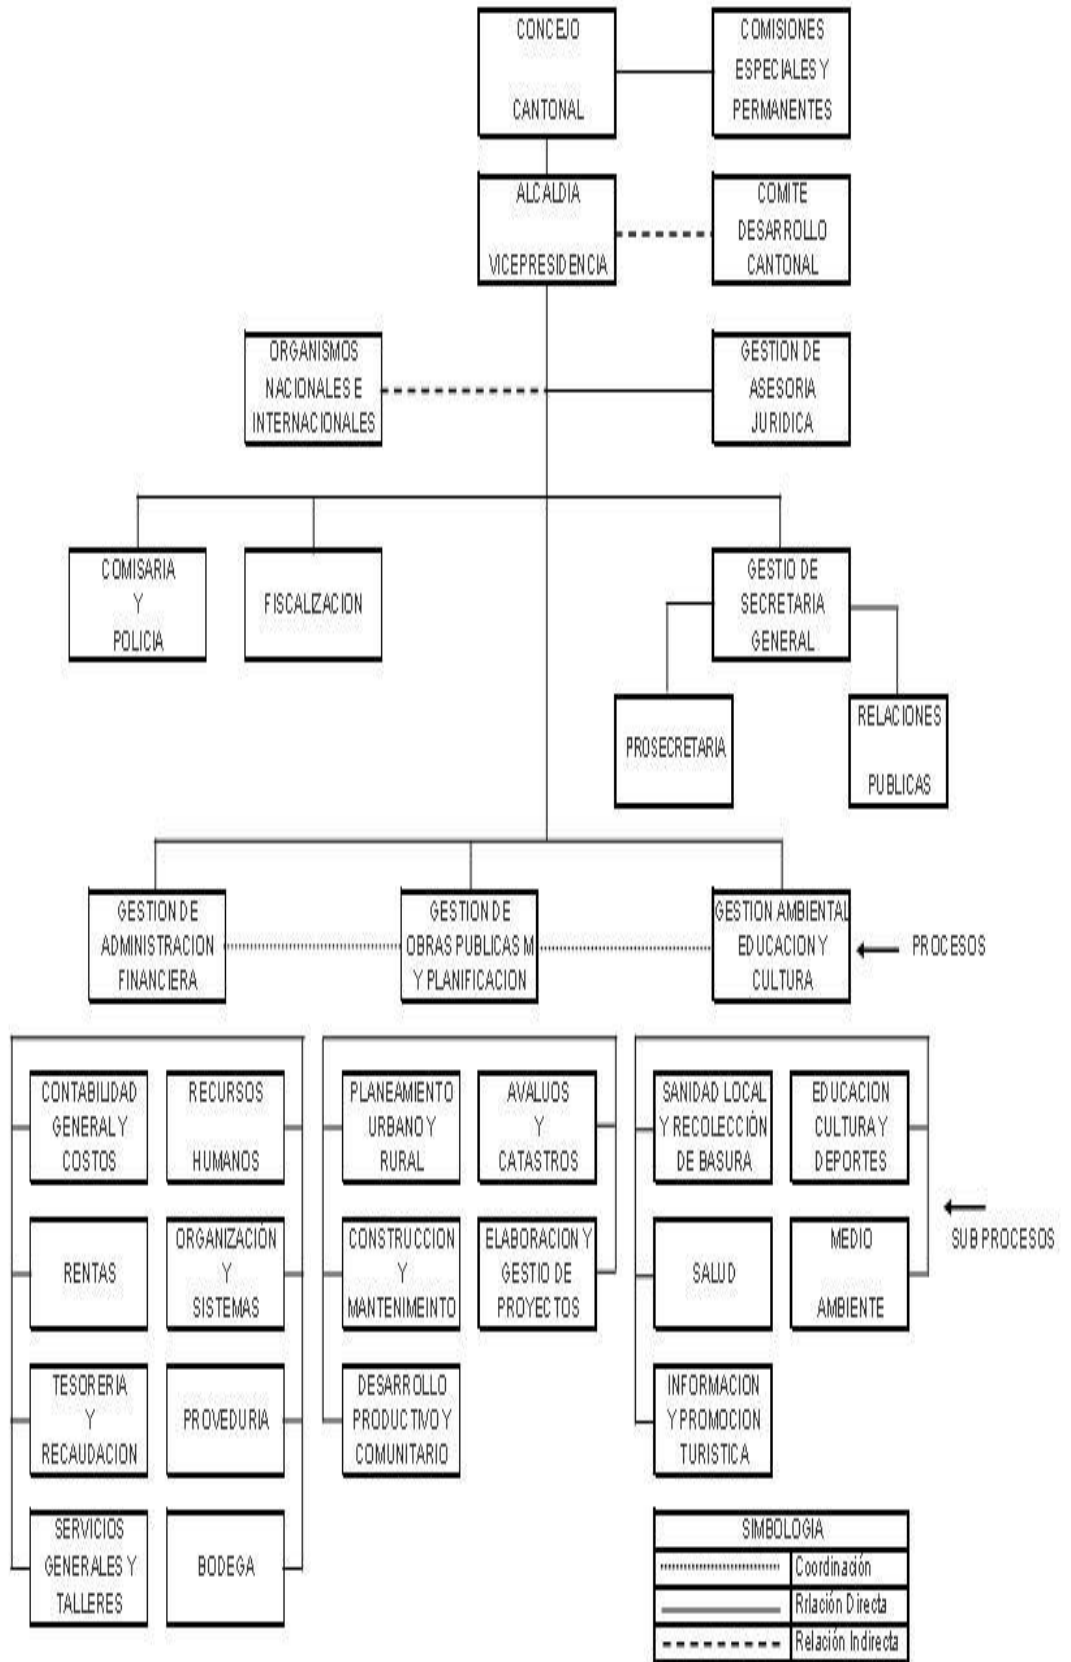 CONCEJO
CANTONAL
COMISIONES
ESPECIALES Y
PERMANENTES
ALCALDIA
VICEPRESIDENCIA
COMITE
DESARROLLO
CANTONAL
ORGANISMOS
NACIONALES E
INTERNACIONALES
GESTION DE
ASESORIA
JURIDICA
COMISARIA
Y
POLICIA
FISCALIZACION
GESTIO DE
SECRETARIA
GENERAL
PROSECRETARIA
RELACIONES
PUBLICAS
GESTION DE
ADMINISTRACION
FINANCIERA
GESTION DE
OBRAS PUBLICAS M
Y PLANIFICACION
GESTION AMBIENTAL
EDUCACION Y
CULTURA
PROCESOS
CONTABILIDAD
GENERAL Y
COSTOS
RECURSOS
HUMANOS
PLANEAMIENTO
URBANO Y
RURAL
AVALUOS
Y
CATASTROS
SANIDAD LOCAL
Y RECOLECCIÓN
DE BASURA
EDUCACION
CULTURA Y
DEPORTES
RENTAS
ORGANIZACIÓN
Y
SISTEMAS
CONSTRUCCION
Y
MANTENIMEINTO
ELABORACION Y
GESTIO DE
PROYECTOS
SALUD
MEDIO
AMBIENTE
SUB PROCESOS
TESORERIA
Y
RECAUDACION
PROVEDURIA
DESARROLLO
PRODUCTIVO Y
COMUNITARIO
INFORMACION
Y PROMOCION
TURISTICA
SERVICIOS
GENERALES Y
TALLERES
BODEGA
SIMBOLOGIA
Coordinación
Rrlación Directa
Relación Indirecta